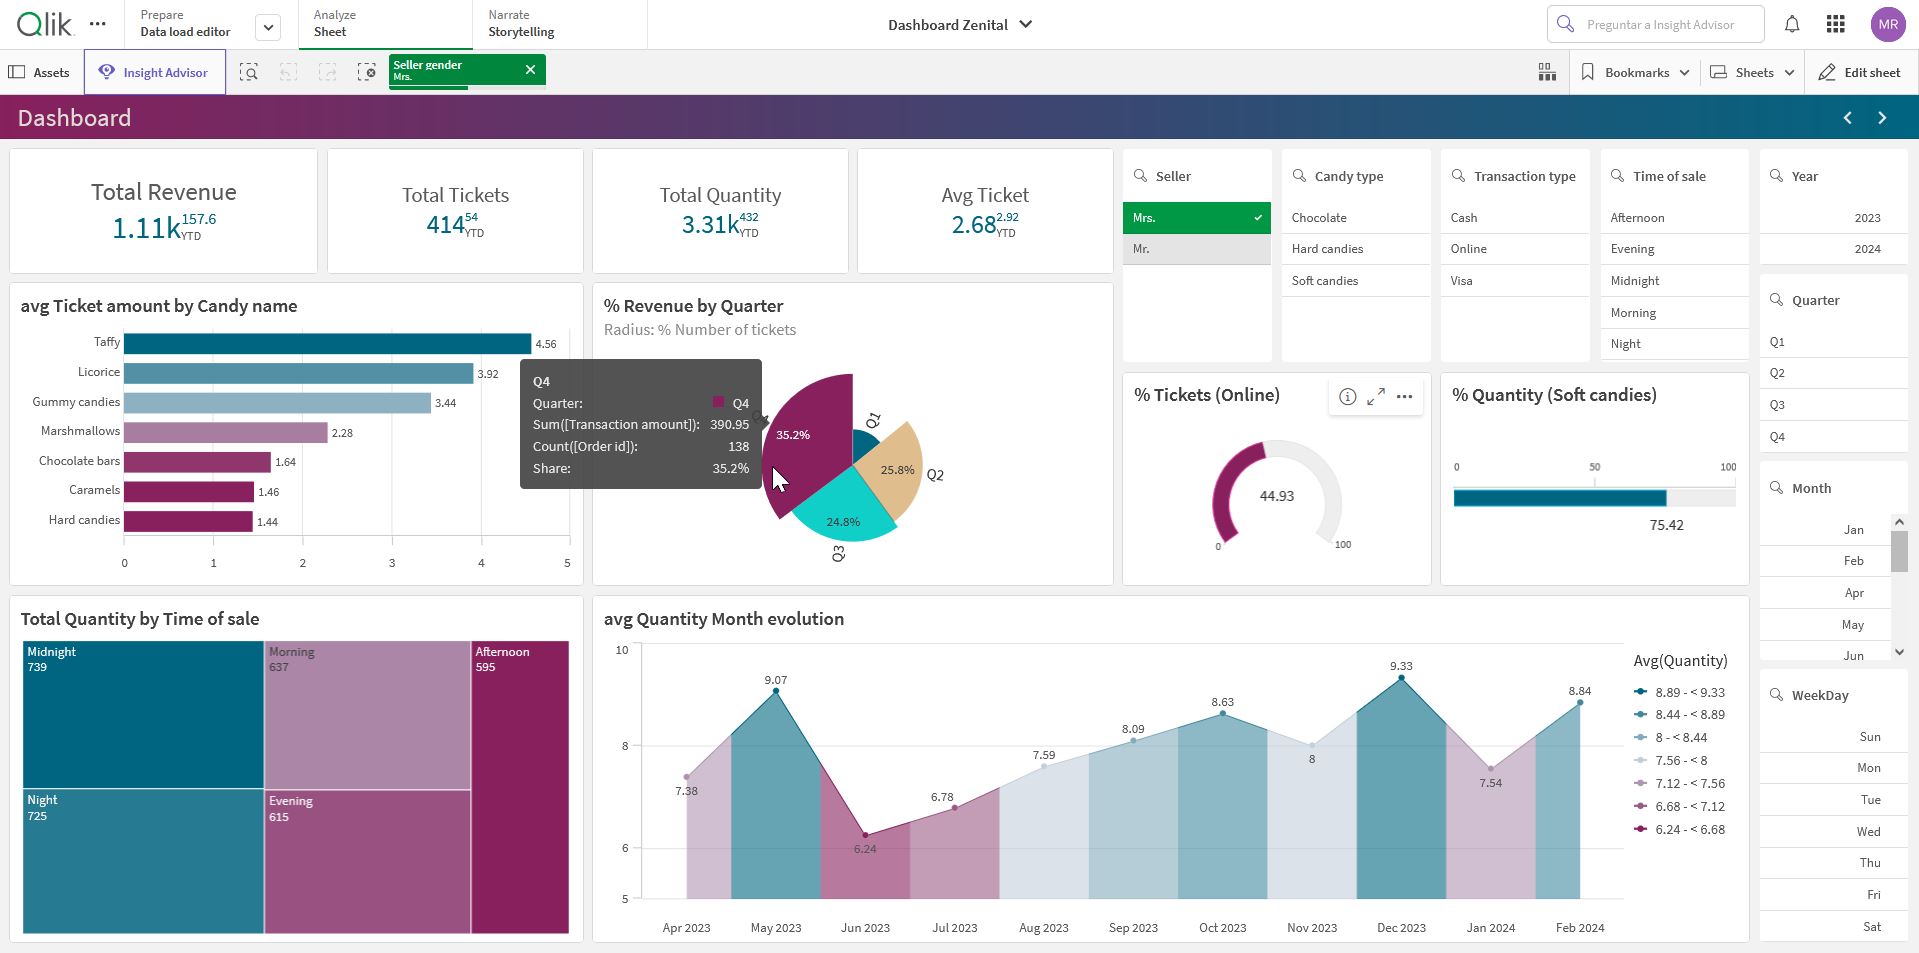 Qlik
Prepare
Data load editor
Analyze
Sheet
Narrate
Storytelling
Dashboard Zenital
Preguntar a Insight Advisor
MR
Assets
Insight Advisor
Seller gender
Mrs.
Bookmarks
Sheets
Edit sheet
Dashboard
Total Revenue
1.11k 157.6 YTD
Total Tickets
414 54 YTD
Total Quantity
3.31k 432 YTD
Avg Ticket
2.68 2.92 YTD
Seller
Mrs.
Mr.
Candy type
Chocolate
Hard candies
Soft candies
Transaction type
Cash
Online
Visa
Time of sale
Afternoon
Evening
Midnight
Morning
Night
Year
2023
2024
Quarter
Q1
Q2
Q3
Q4
Month
Jan
Feb
Apr
May
Jun
WeekDay
Sun
Mon
Tue
Wed
Thu
Fri
Sat
avg Ticket amount by Candy name
Taffy 4.56
Licorice 3.92
Gummy candies 3.44
Marshmallows 2.28
Chocolate bars 1.64
Caramels 1.46
Hard candies 1.44
0 1 2 3 4 5
% Revenue by Quarter
Radius: % Number of tickets
Q4
Quarter: Q4
Sum([Transaction amount]): 390.95
Count([Order id]): 138
Share: 35.2%
35.2%
Q1
25.8%
Q2
24.8%
Q3
% Tickets (Online)
44.93
0 100
% Quantity (Soft candies)
0 50 100
75.42
Total Quantity by Time of sale
Midnight
739
Morning
637
Afternoon
595
Night
725
Evening
615
avg Quantity Month evolution
10
8
6
5
7.38
9.07
6.24
6.78
7.59
8.09
8.63
8
9.33
7.54
8.84
Apr 2023 May 2023 Jun 2023 Jul 2023 Aug 2023 Sep 2023 Oct 2023 Nov 2023 Dec 2023 Jan 2024 Feb 2024
Avg(Quantity)
8.89 - < 9.33
8.44 - < 8.89
8 - < 8.44
7.56 - < 8
7.12 - < 7.56
6.68 - < 7.12
6.24 - < 6.68